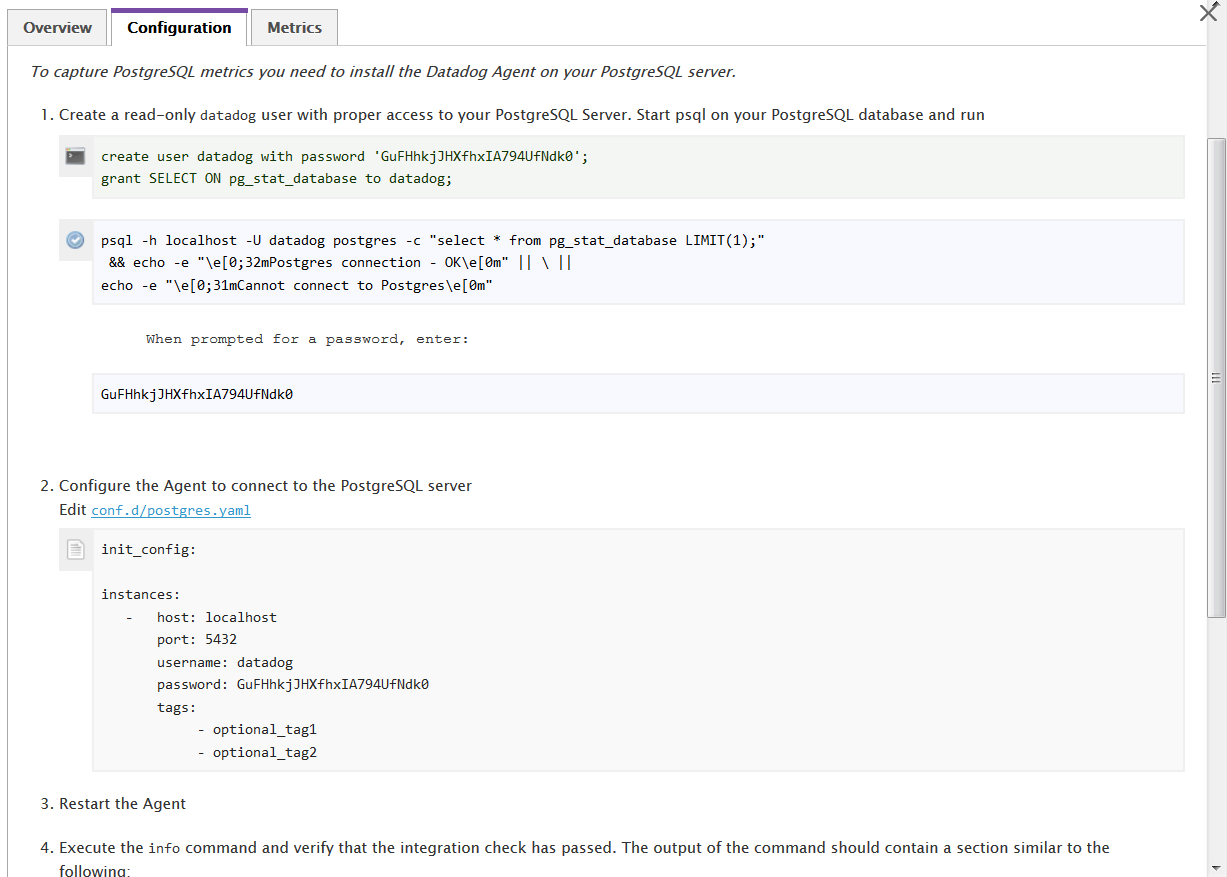 Overview Configuration Metrics
To capture PostgreSQL metrics you need to install the Datadog Agent on your PostgreSQL server.
1. Create a read-only datadog user with proper access to your PostgreSQL Server. Start psql on your PostgreSQL database and run
create user datadog with password 'GuFHhkjJHXfhxIA794UfNdk0';
grant SELECT ON pg_stat_database to datadog;
psql -h localhost -U datadog postgres -c "select * from pg_stat_database LIMIT(1);"
&& echo -e "\e[0;32mPostgres connection - OK\e[0m" || \ ||
echo -e "\e[0;31mCannot connect to Postgres\e[0m"
When prompted for a password, enter:
GuFHhkjJHXfhxIA794UfNdk0
2. Configure the Agent to connect to the PostgreSQL server
Edit conf.d/postgres.yaml
init_config:
instances:
- host: localhost
port: 5432
username: datadog
password: GuFHhkjJHXfhxIA794UfNdk0
tags:
- optional_tag1
- optional_tag2
3. Restart the Agent
4. Execute the info command and verify that the integration check has passed. The output of the command should contain a section similar to the
following: